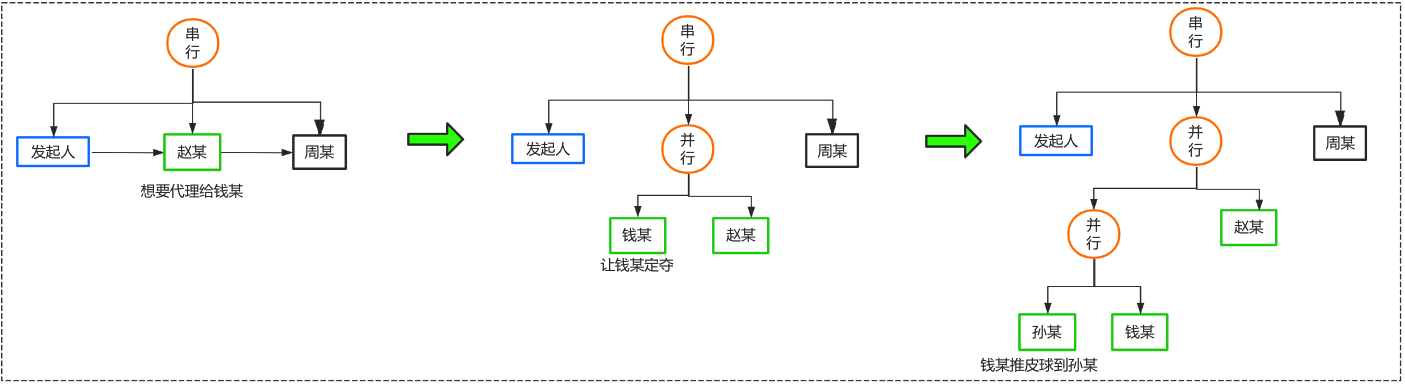 串
行
发起人
赵某
周某
想要代理给钱某
串
行
发起人
并
行
周某
钱某
赵某
让钱某定夺
串
行
发起人
并
行
周某
并
行
赵某
孙某
钱某
钱某推皮球到孙某